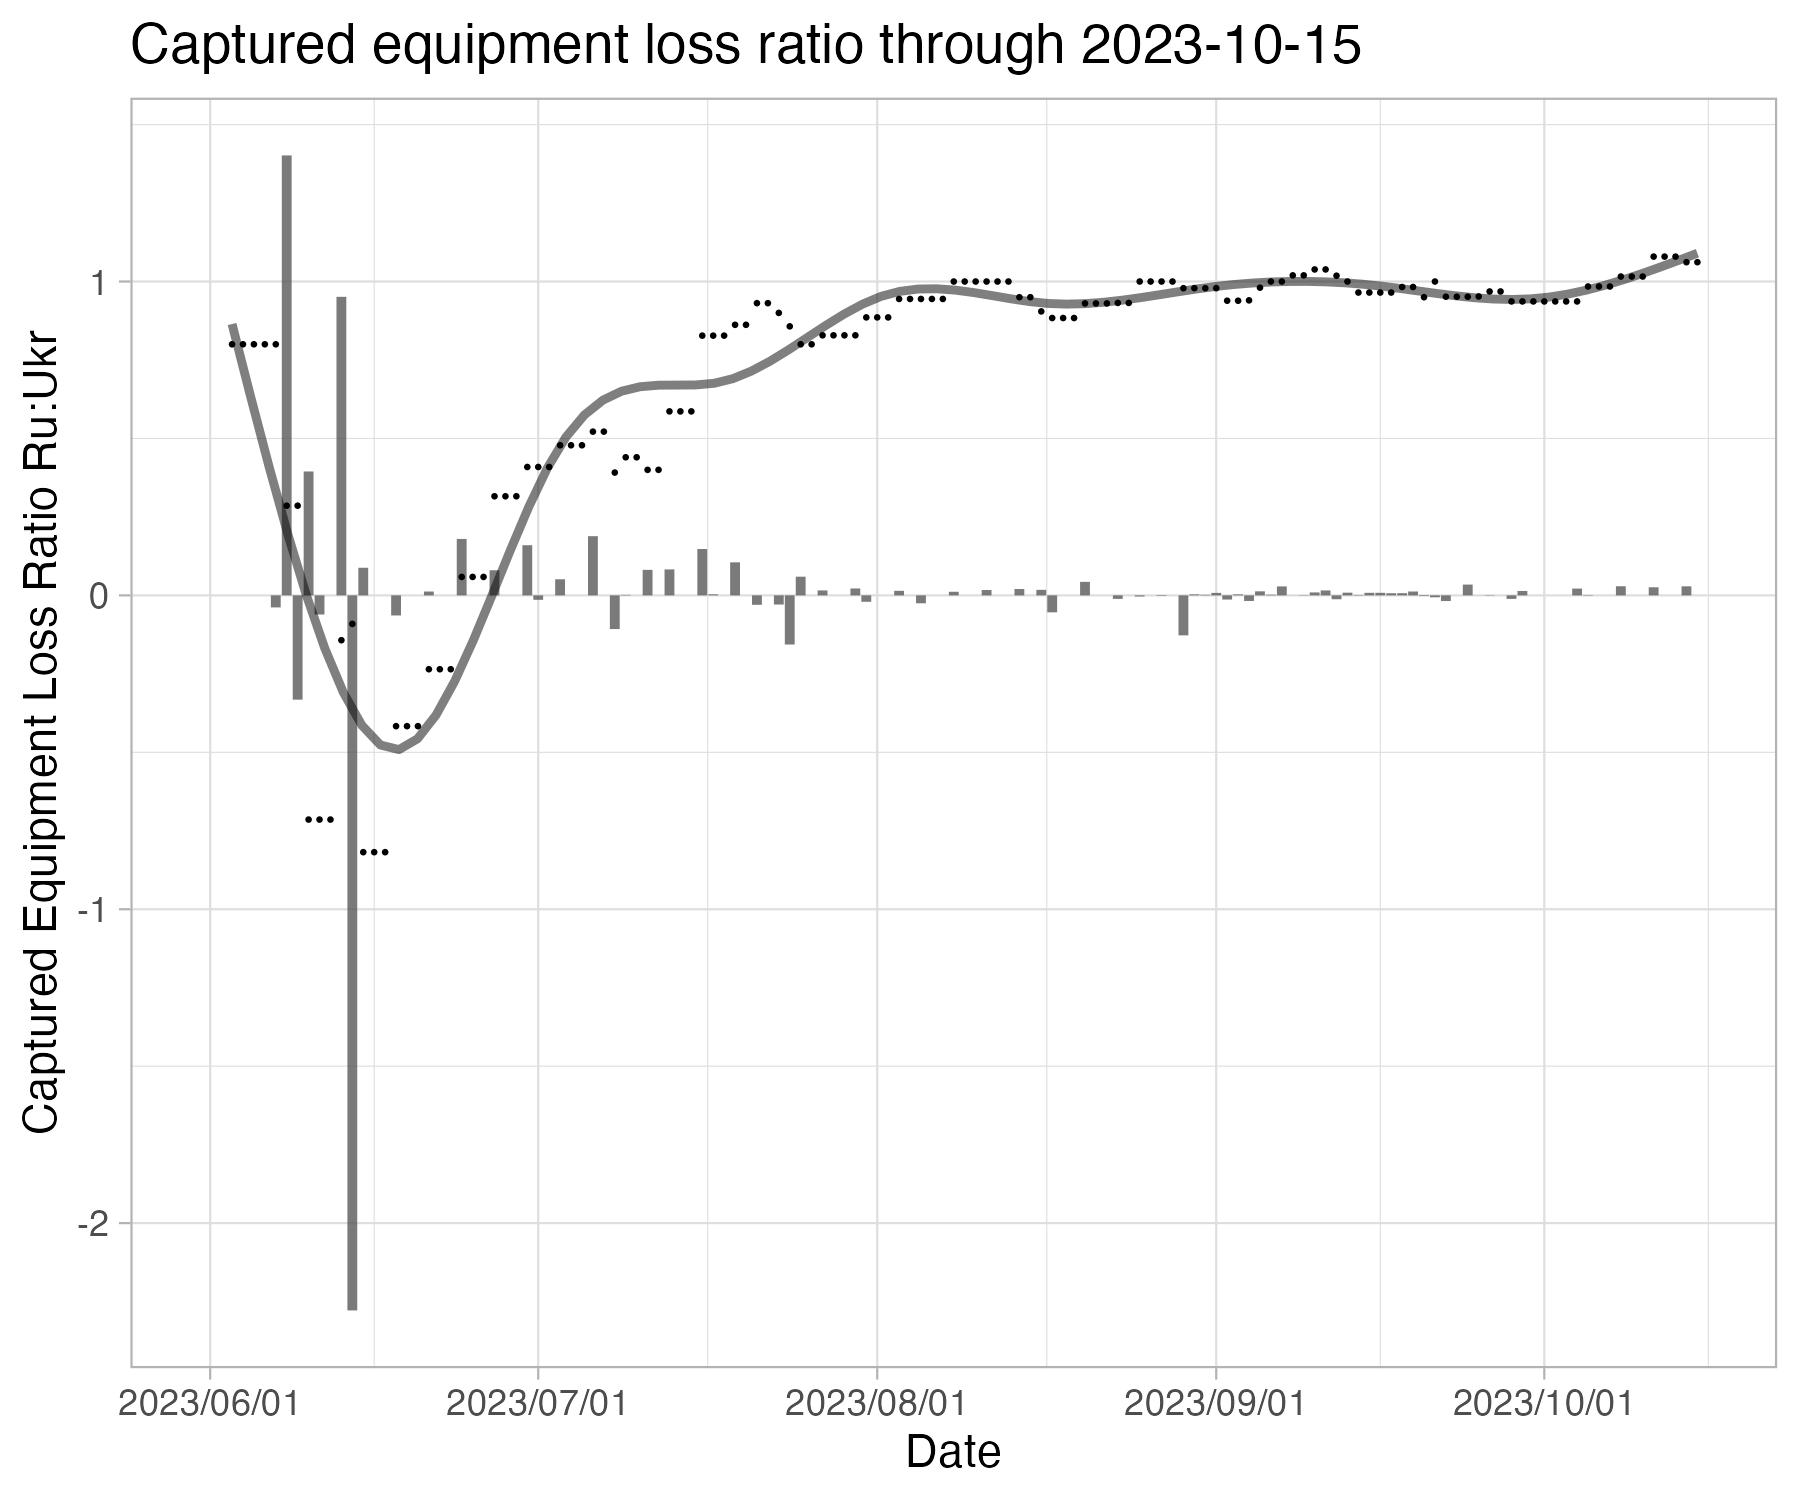 Captured equipment loss ratio through 2023-10-15
Captured Equipment Loss Ratio Ru:Ukr
1
0
-1
-2
2023/06/01 2023/07/01 2023/08/01 2023/09/01 2023/10/01
Date